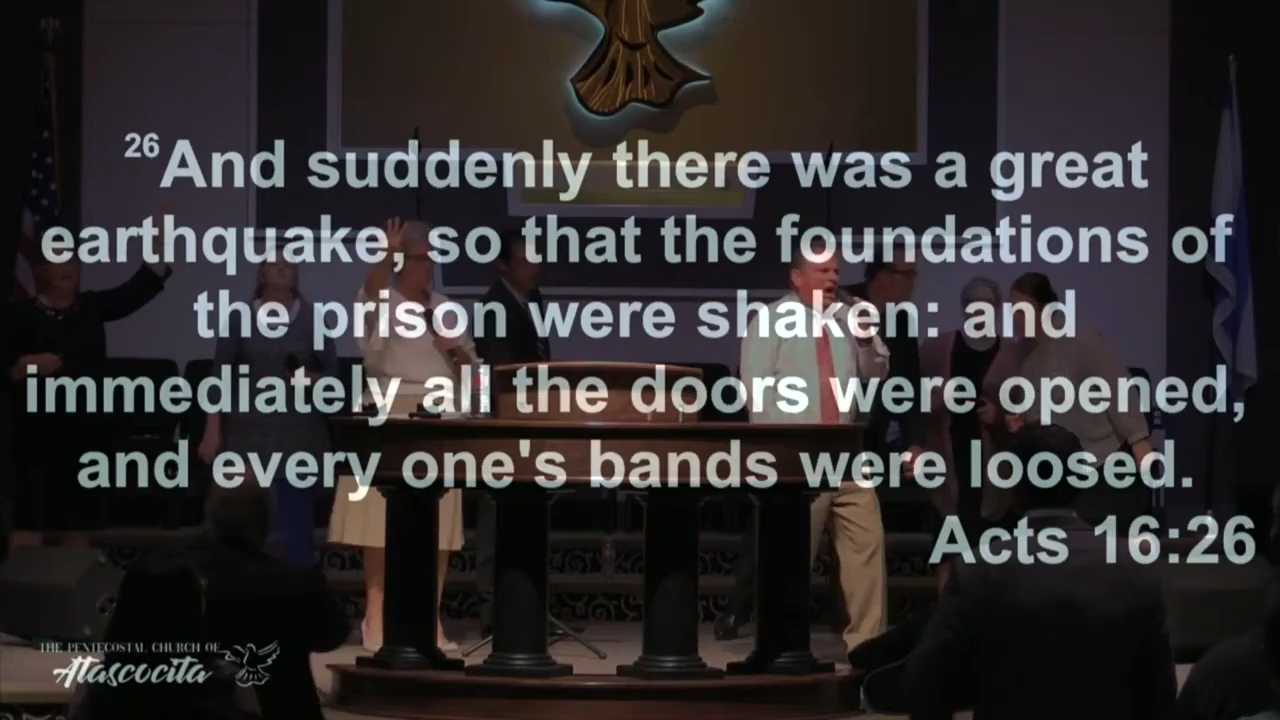 26And suddenly there was a great
earthquake, so that the foundations of
the prison were shaken: and
immediately all the doors were opened,
and every one's bands were loosed.
Acts 16:26
THE PENTECOSTAL CHURCH OF
Atascocita